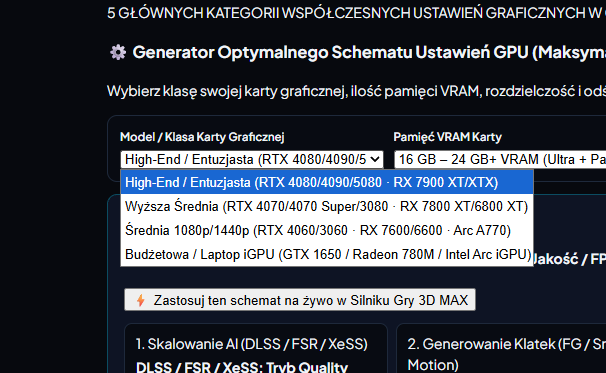 5 GŁÓWNYCH KATEGORII WSPÓŁCZESNYCH USTAWIEŃ GRAFICZNYCH W
Generator Optymalnego Schematu Ustawień GPU (Maksyma
Wybierz klasę swojej karty graficznej, ilość pamięci VRAM, rozdzielczość i odś
Model / Klasa Karty Graficznej
Pamięć VRAM Karty
High-End / Entuzjasta (RTX 4080/4090/5
16 GB – 24 GB+ VRAM (Ultra + Pa
High-End / Entuzjasta (RTX 4080/4090/5080 · RX 7900 XT/XTX)
Wyższa Średnia (RTX 4070/4070 Super/3080 · RX 7800 XT/6800 XT)
Średnia 1080p/1440p (RTX 4060/3060 · RX 7600/6600 · Arc A770)
Budżetowa / Laptop iGPU (GTX 1650 / Radeon 780M / Intel Arc iGPU)
Jakość / FP
Zastosuj ten schemat na żywo w Silniku Gry 3D MAX
1. Skalowanie AI (DLSS / FSR / XeSS)
DLSS / FSR / XeSS: Tryb Quality
2. Generowanie Klatek (FG / Sm
Motion)